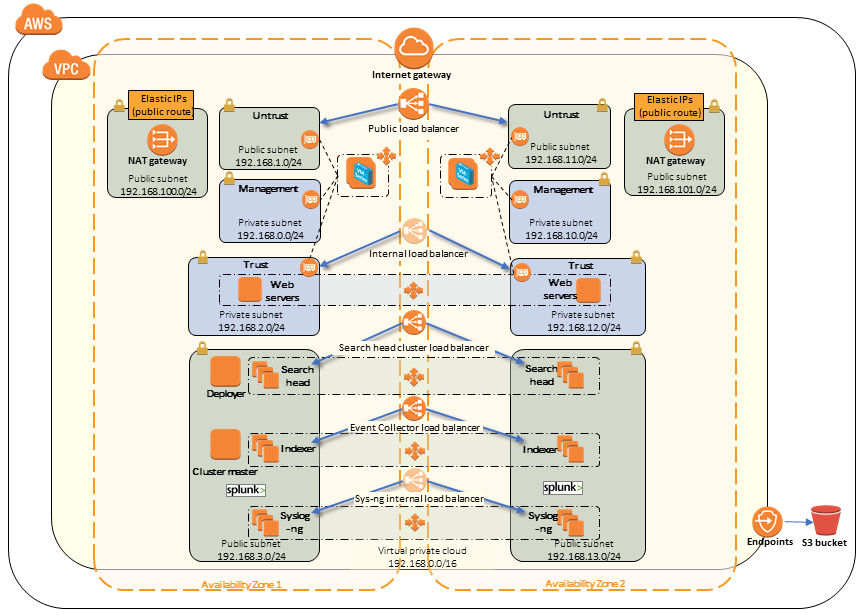 AWS
VPC
Internet gateway
Public load balancer
Elastic IPs
(public route)
NAT gateway
Public subnet
192.168.100.0/24
Untrust
Public subnet
192.168.1.0/24
VM-
Series
Management
Private subnet
192.168.0.0/24
VM-
Series
Untrust
Public subnet
192.168.11.0/24
Management
Private subnet
192.168.10.0/24
Elastic IPs
(public route)
NAT gateway
Public subnet
192.168.101.0/24
Internal load balancer
Trust
Web
servers
Private subnet
192.168.2.0/24
Trust
Web
servers
Private subnet
192.168.12.0/24
Search head cluster load balancer
Deployer
Search
head
Search
head
Event Collector load balancer
Cluster master
Indexer
Indexer
splunk>
splunk>
Sys-ng internal load balancer
Syslog
-ng
Syslog
-ng
Public subnet
192.168.3.0/24
Virtual private cloud
192.168.0.0/16
Public subnet
192.168.13.0/24
Endpoints
S3 bucket
Availability Zone 1
Availability Zone 2